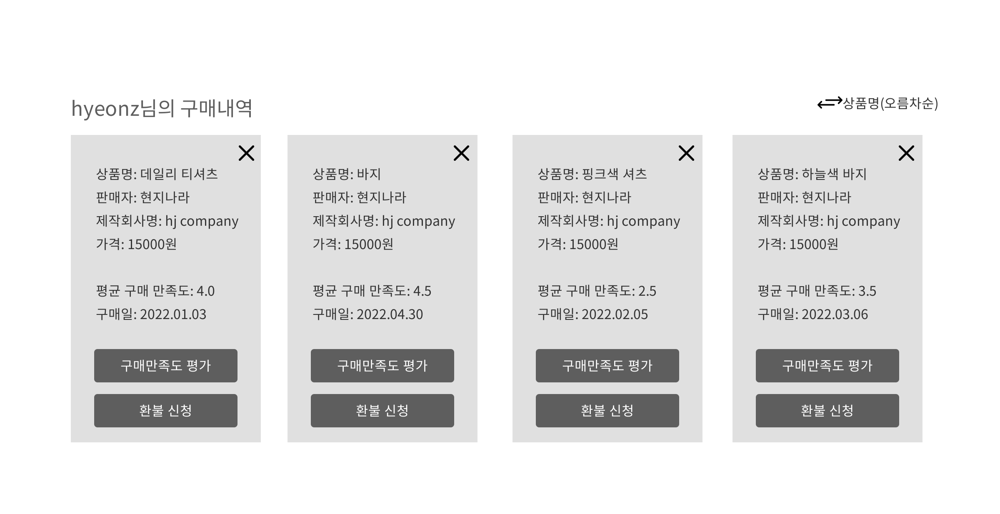 hyeonz님의 구매내역
상품명(오름차순)
상품명: 데일리 티셔츠
판매자: 현지나라
제작회사명: hj company
가격: 15000원
평균 구매 만족도: 4.0
구매일: 2022.01.03
구매만족도 평가
환불 신청
상품명: 바지
판매자: 현지나라
제작회사명: hj company
가격: 15000원
평균 구매 만족도: 4.5
구매일: 2022.04.30
구매만족도 평가
환불 신청
상품명: 핑크색 셔츠
판매자: 현지나라
제작회사명: hj company
가격: 15000원
평균 구매 만족도: 2.5
구매일: 2022.02.05
구매만족도 평가
환불 신청
상품명: 하늘색 바지
판매자: 현지나라
제작회사명: hj company
가격: 15000원
평균 구매 만족도: 3.5
구매일: 2022.03.06
구매만족도 평가
환불 신청